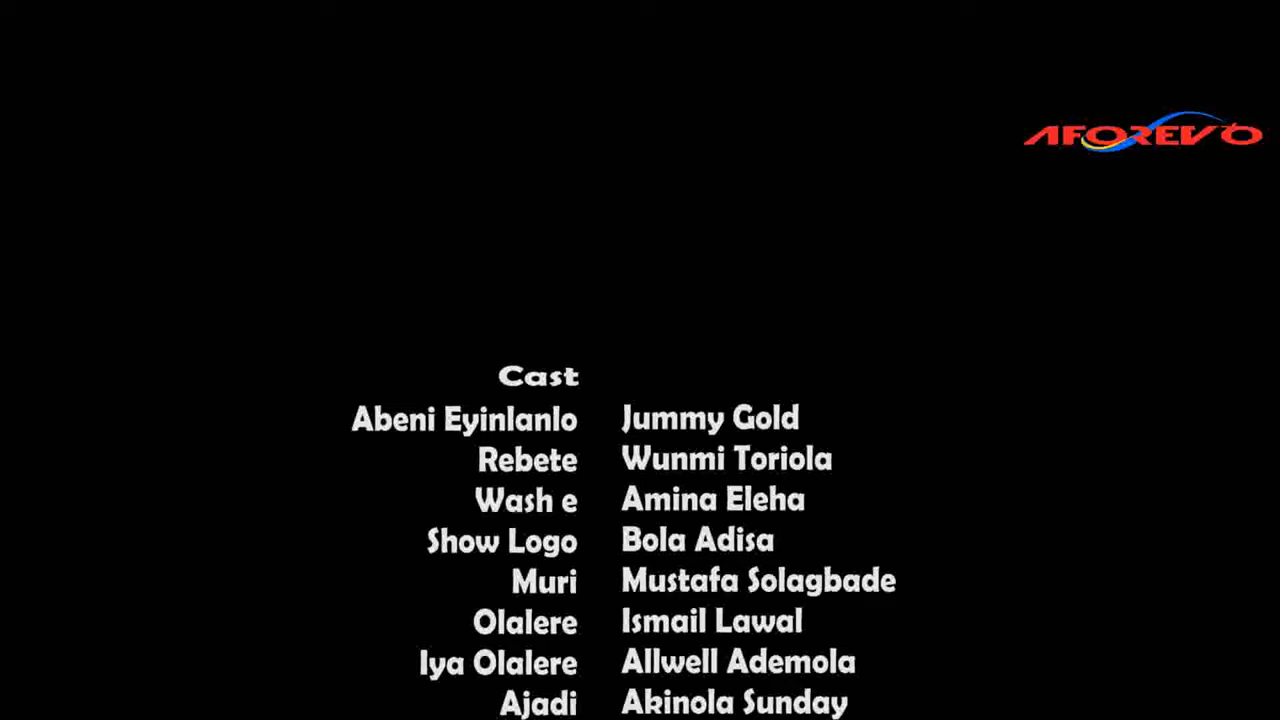 AFOREVO
Cast
Abeni Eyinlanlo Jummy Gold
Rebete Wunmi Toriola
Wash e Amina Eleha
Show Logo Bola Adisa
Muri Mustafa Solagbade
Olalere Ismail Lawal
Iya Olalere Allwell Ademola
Ajadi Akinola Sunday